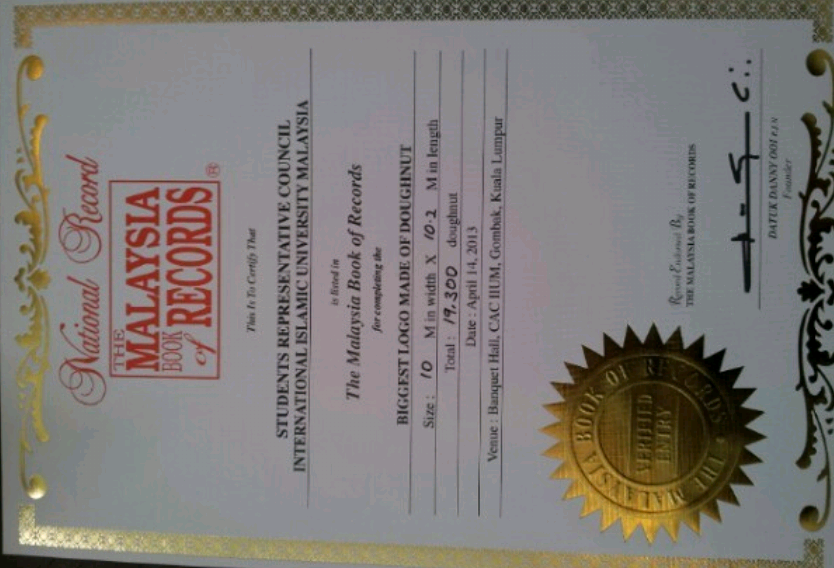 National Record
THE
MALAYSIA
BOOK
of RECORDS®
This Is To Certify That
STUDENTS REPRESENTATIVE COUNCIL
INTERNATIONAL ISLAMIC UNIVERSITY MALAYSIA
is listed in
The Malaysia Book of Records
for completing the
BIGGEST LOGO MADE OF DOUGHNUT
Size : 10 M in width X 10.2 M in length
Total : 19,300 doughnut
Date : April 14, 2013
Venue : Banquet Hall, CAC IIUM, Gombak, Kuala Lumpur
Record Endorsed By
THE MALAYSIA BOOK OF RECORDS
DATUK DANNY OOI
Founder
THE MALAYSIA BOOK OF RECORDS
VERIFIED
ENTRY